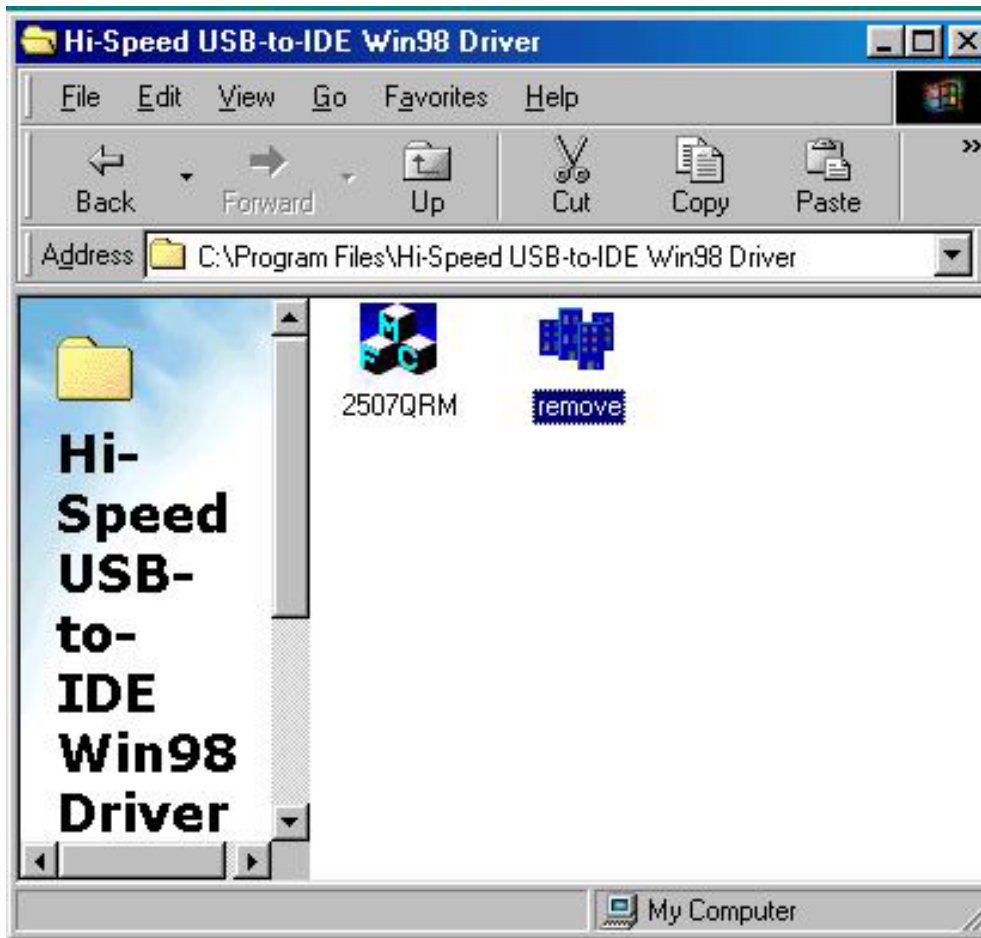 Hi-Speed USB-to-IDE Win98 Driver
File Edit View Go Favorites Help
Back Forward Up Cut Copy Paste »
Address C:\Program Files\Hi-Speed USB-to-IDE Win98 Driver
M
F C
2507QRM remove
Hi-
Speed
USB-
to-
IDE
Win98
Driver
My Computer